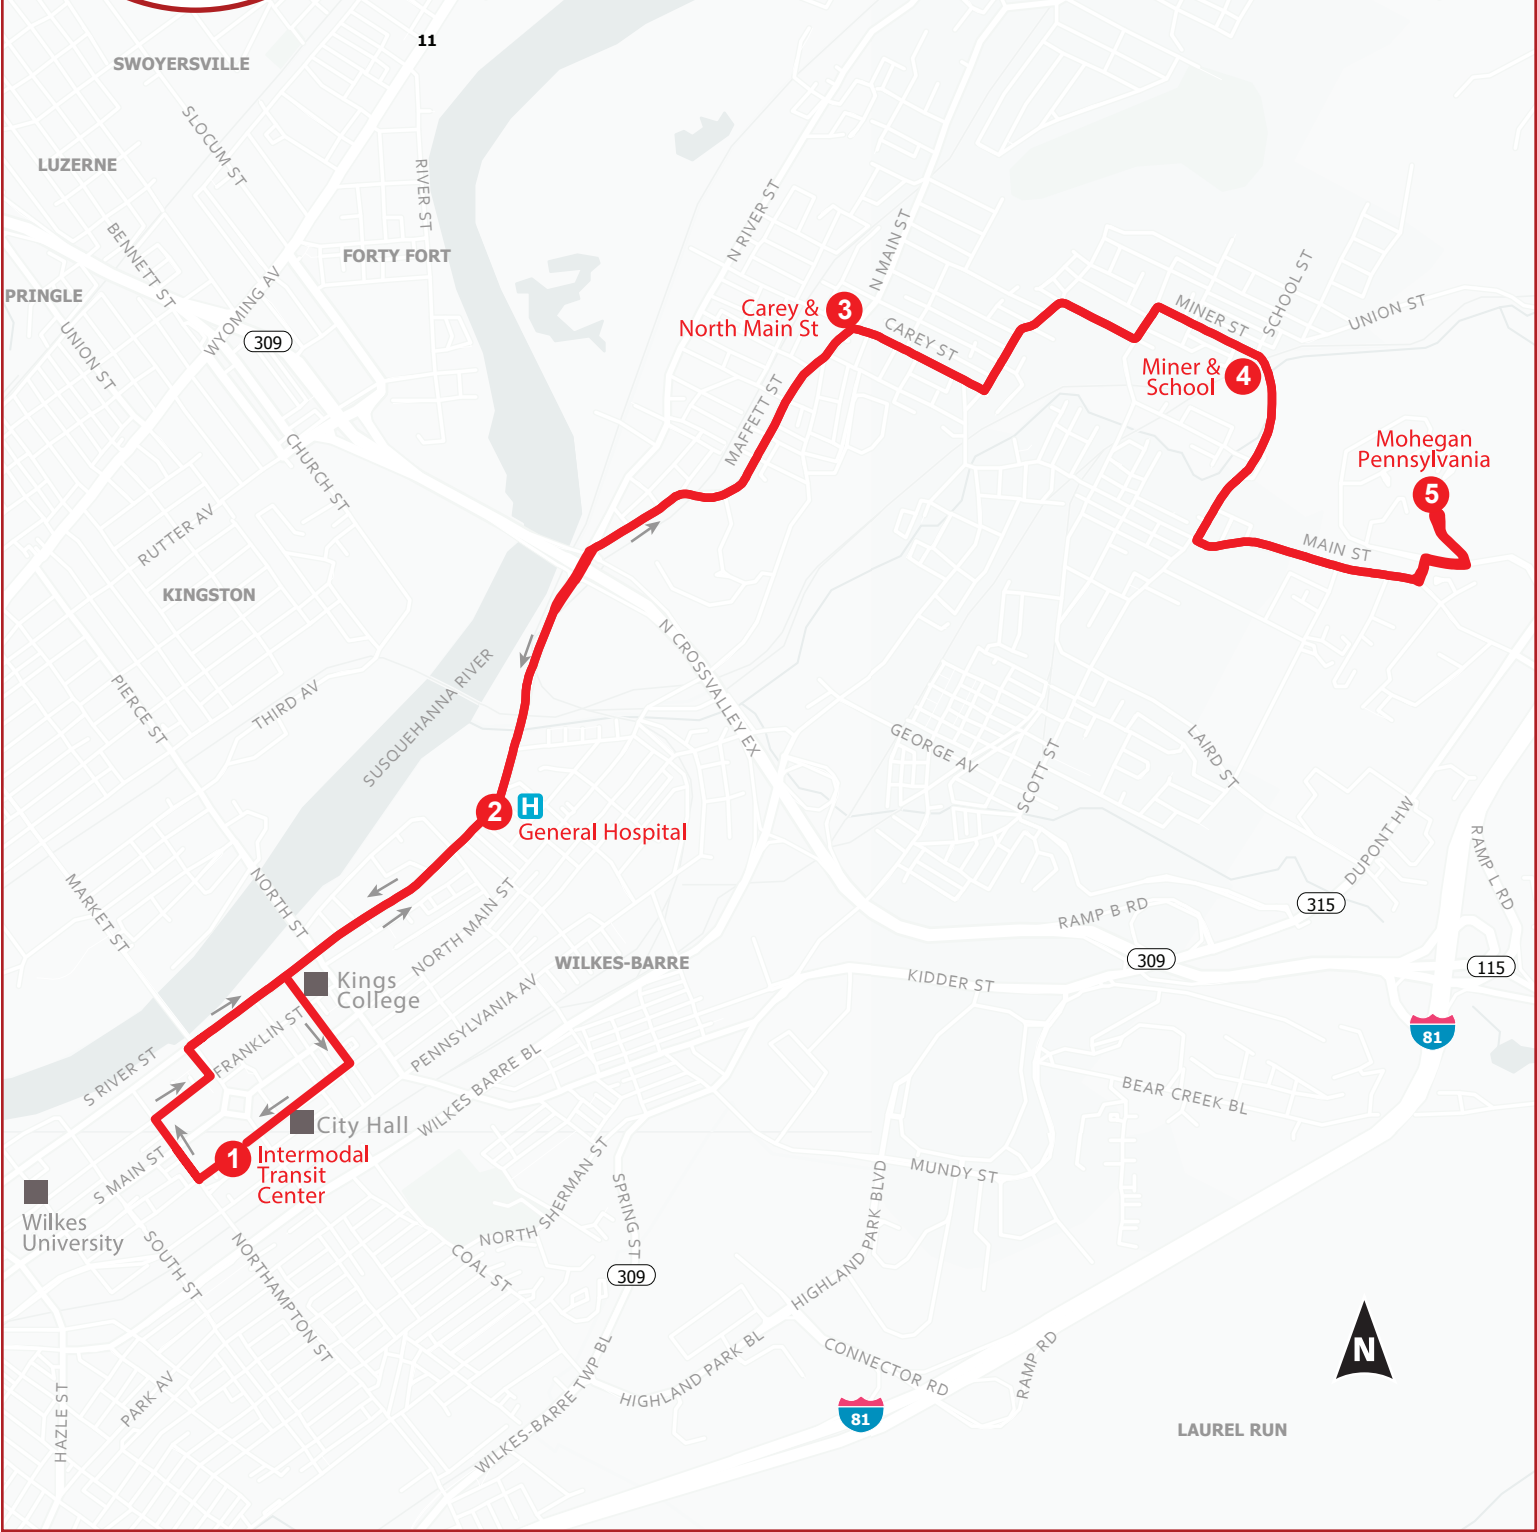 11
SWOYERSVILLE
SLOCUM ST
LUZERNE
RIVER ST
BENNETT ST
FORTY FORT
N RIVER ST
N MAIN ST
SCHOOL ST
PRINGLE
WYOMING AV
UNION ST
309
Carey &
North Main St
3
CAREY ST
MINER ST
UNION ST
Miner &
School
4
MAFFETT ST
CHURCH ST
Mohegan
Pennsylvania
5
RUTTER AV
MAIN ST
KINGSTON
N CROSSVALLEY EX
SUSQUEHANNA RIVER
PIERCE ST
THIRD AV
GEORGE AV
SCOTT ST
LAIRD ST
2
H
General Hospital
DUPONT HW
RAMP L RD
MARKET ST
NORTH ST
NORTH MAIN ST
315
RAMP B RD
WILKES-BARRE
309
115
KIDDER ST
Kings
College
PENNSYLVANIA AV
FRANKLIN ST
81
S RIVER ST
WILKES BARRE BL
BEAR CREEK BL
City Hall
1
Intermodal
Transit
Center
S MAIN ST
MUNDY ST
NORTH SHERMAN ST
SPRING ST
HIGHLAND PARK BLVD
Wilkes
University
SOUTH ST
NORTHAMPTON ST
COAL ST
309
N
HIGHLAND PARK BL
CONNECTOR RD
RAMP RD
WILKES-BARRE TWP BL
PARK AV
HAZLE ST
81
LAUREL RUN